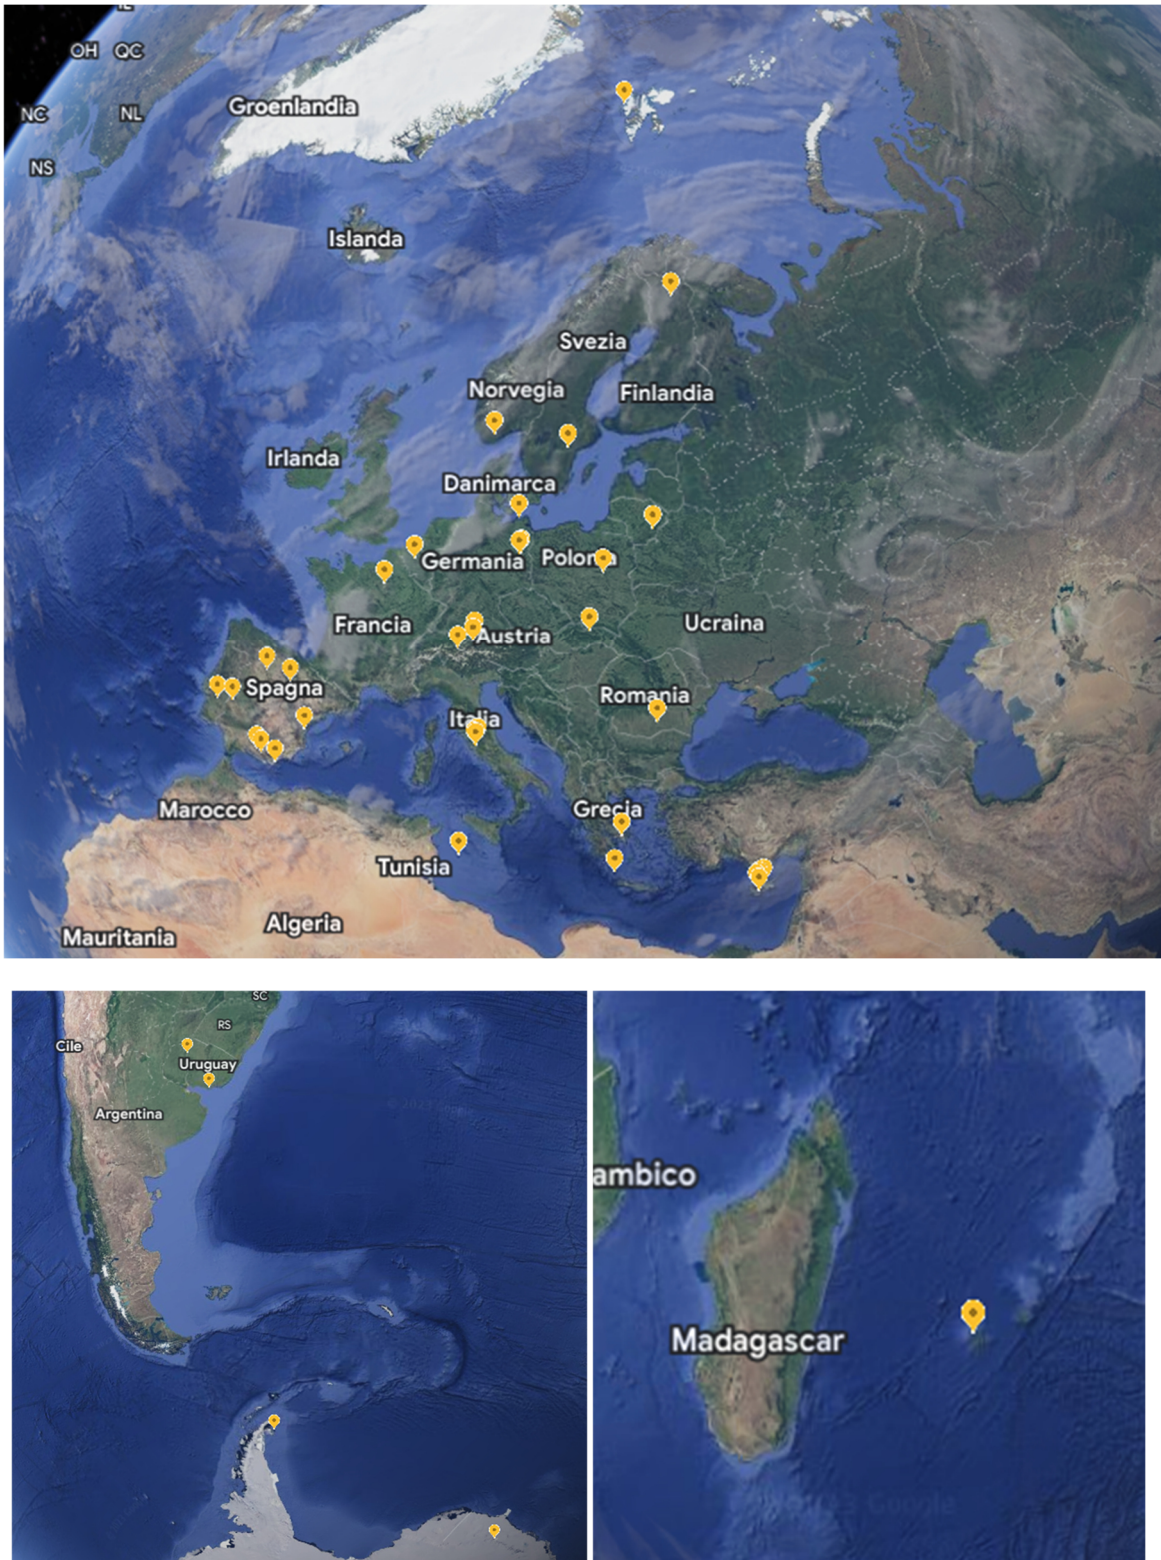 OH QC
Groenlandia
NC
NL
NS
Islanda
Svezia
Norvegia
Finlandia
Irlanda
Danimarca
Germania
Francia
Austria
Ucraina
Spagna
Romania
Italia
Marocco
Grecia
Tunisia
Algeria
Mauritania
SC
RS
Cile
Uruguay
Argentina
ambico
Madagascar